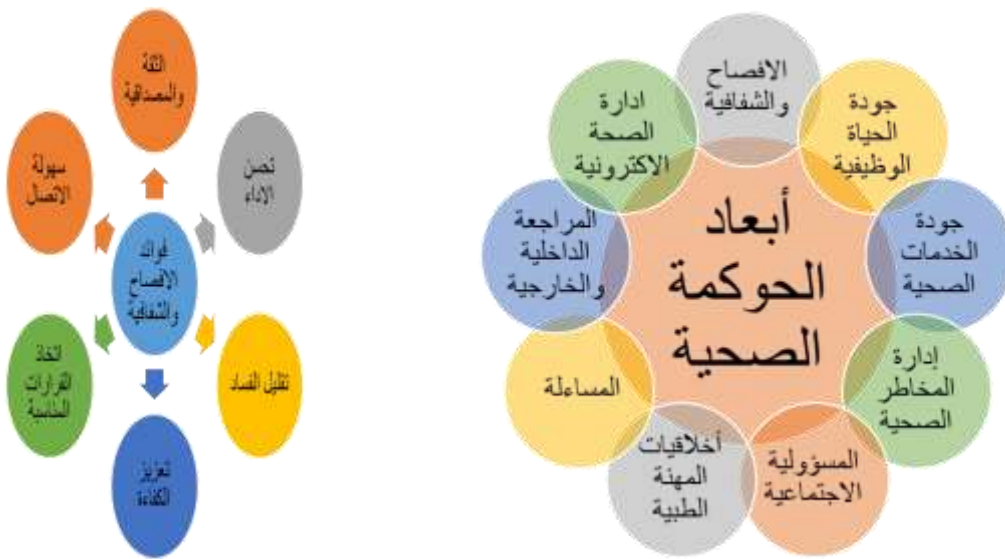 أبعاد
الحوكمة
الصحية
الافصاح
والشفافية
جودة
الحياة
الوظيفية
جودة
الخدمات
الصحية
إدارة
المخاطر
الصحية
المسؤولية
الاجتماعية
أخلاقيات
المهنة
الطبية
المساءلة
المراجعة
الداخلية
والخارجية
ادارة
الصحة
الاكترونية
فوائد
الافصاح
والشفافية
الثقة
والمصداقية
تحسن
الاداء
تقليل الفساد
تعزيز
الكفاءة
اتخاذ
القرارات
المناسبة
سهولة
الاتصال